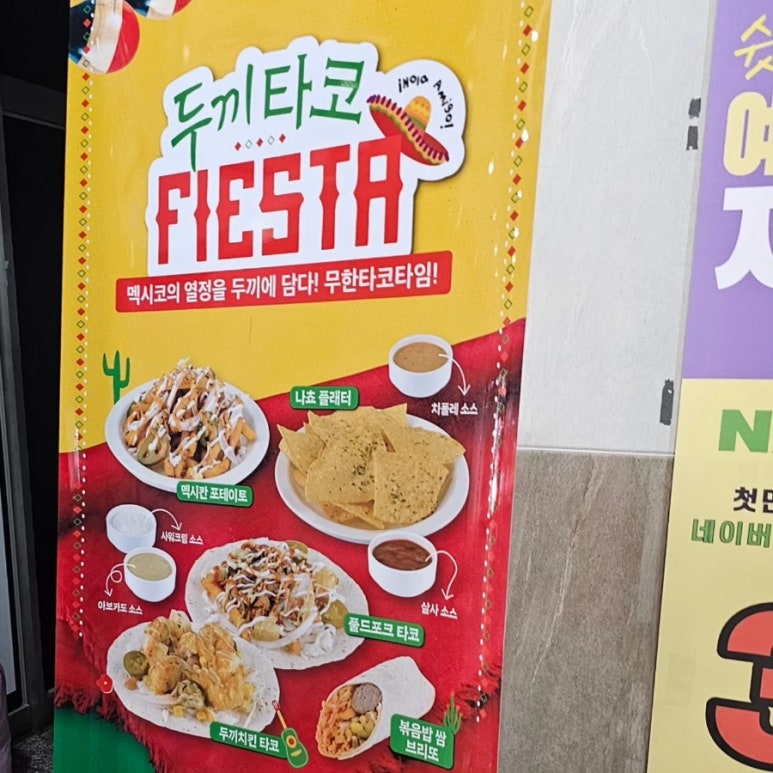 두끼타코
¡Hola Amigo!
FIESTA
멕시코의 열정을 두끼에 담다! 무한타코타임!
치폴레 소스
나쵸 플래터
멕시칸 포테이토
사워크림 소스
아보카도 소스
살사 소스
풀드포크 타코
두끼치킨 타코
볶음밥 쌈
브리또
네이버